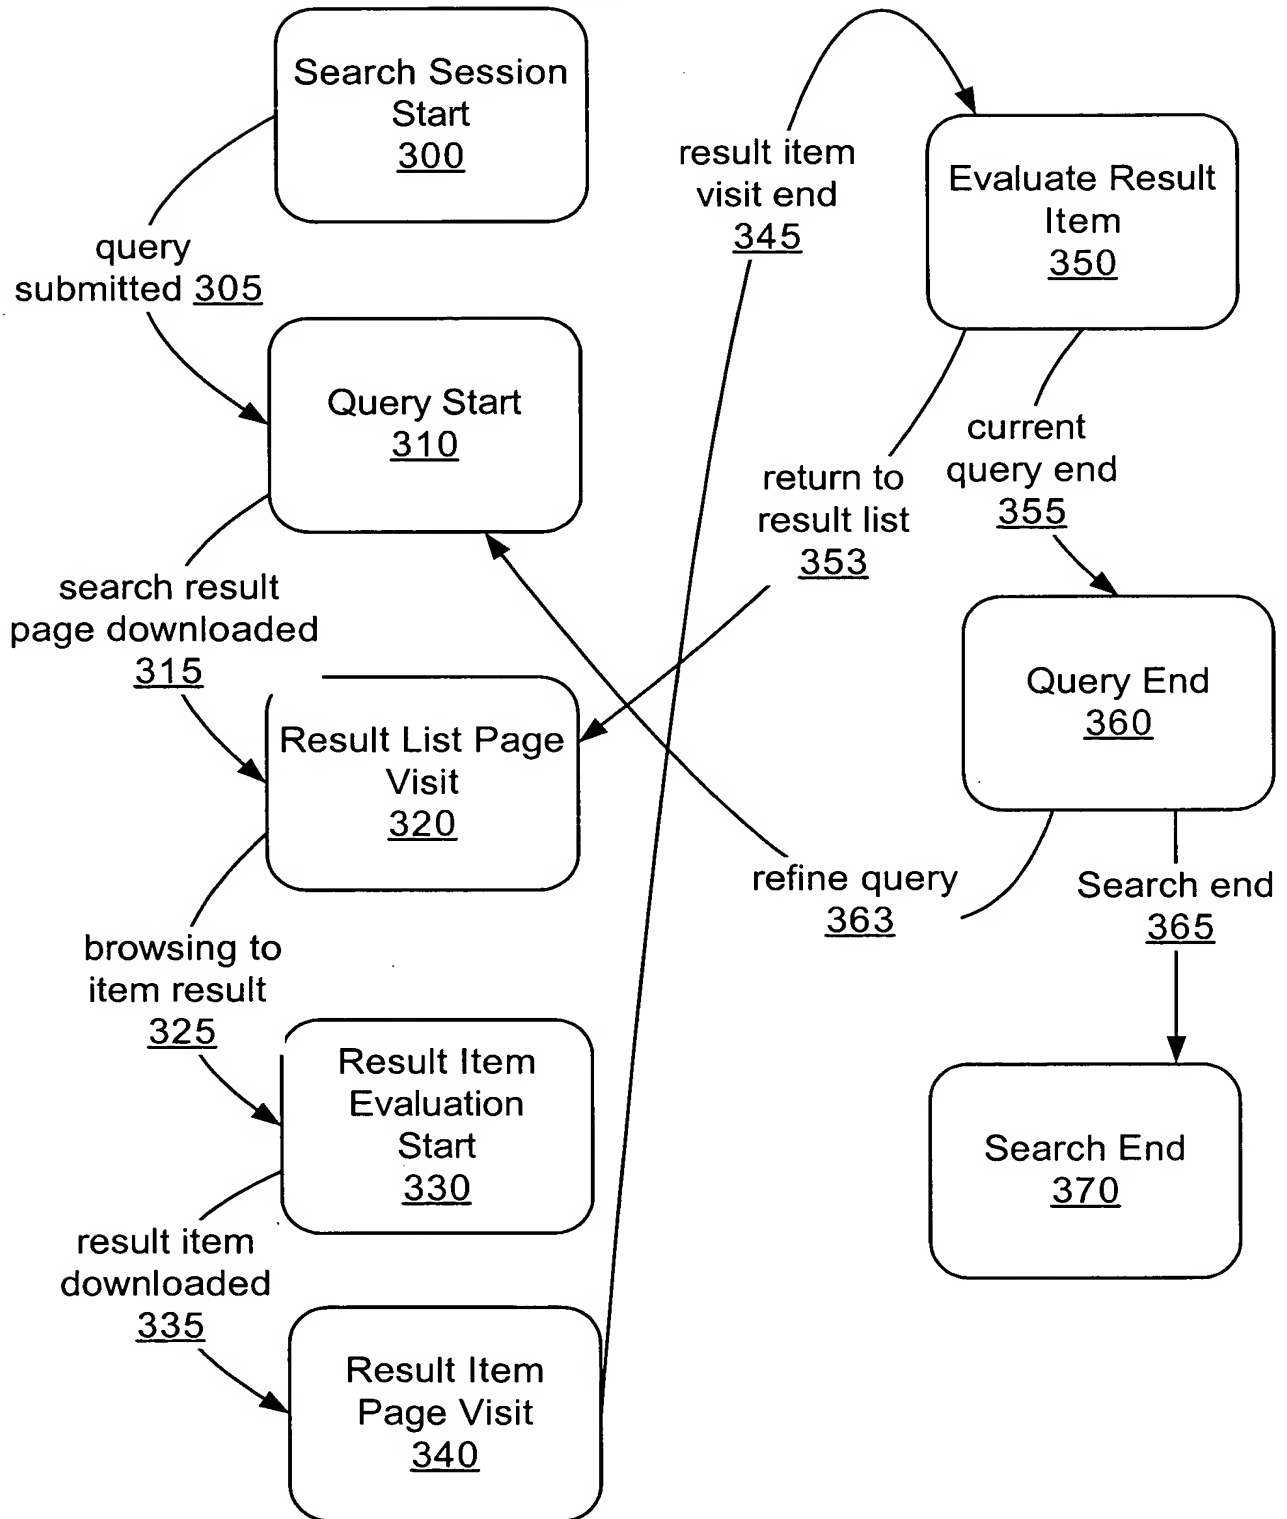 Search Session
Start
300
query
submitted 305
Query Start
310
search result
page downloaded
315
Result List Page
Visit
320
browsing to
item result
325
Result Item
Evaluation
Start
330
result item
downloaded
335
Result Item
Page Visit
340
result item
visit end
345
Evaluate Result
Item
350
return to
result list
353
current
query end
355
Query End
360
refine query
363
Search end
365
Search End
370